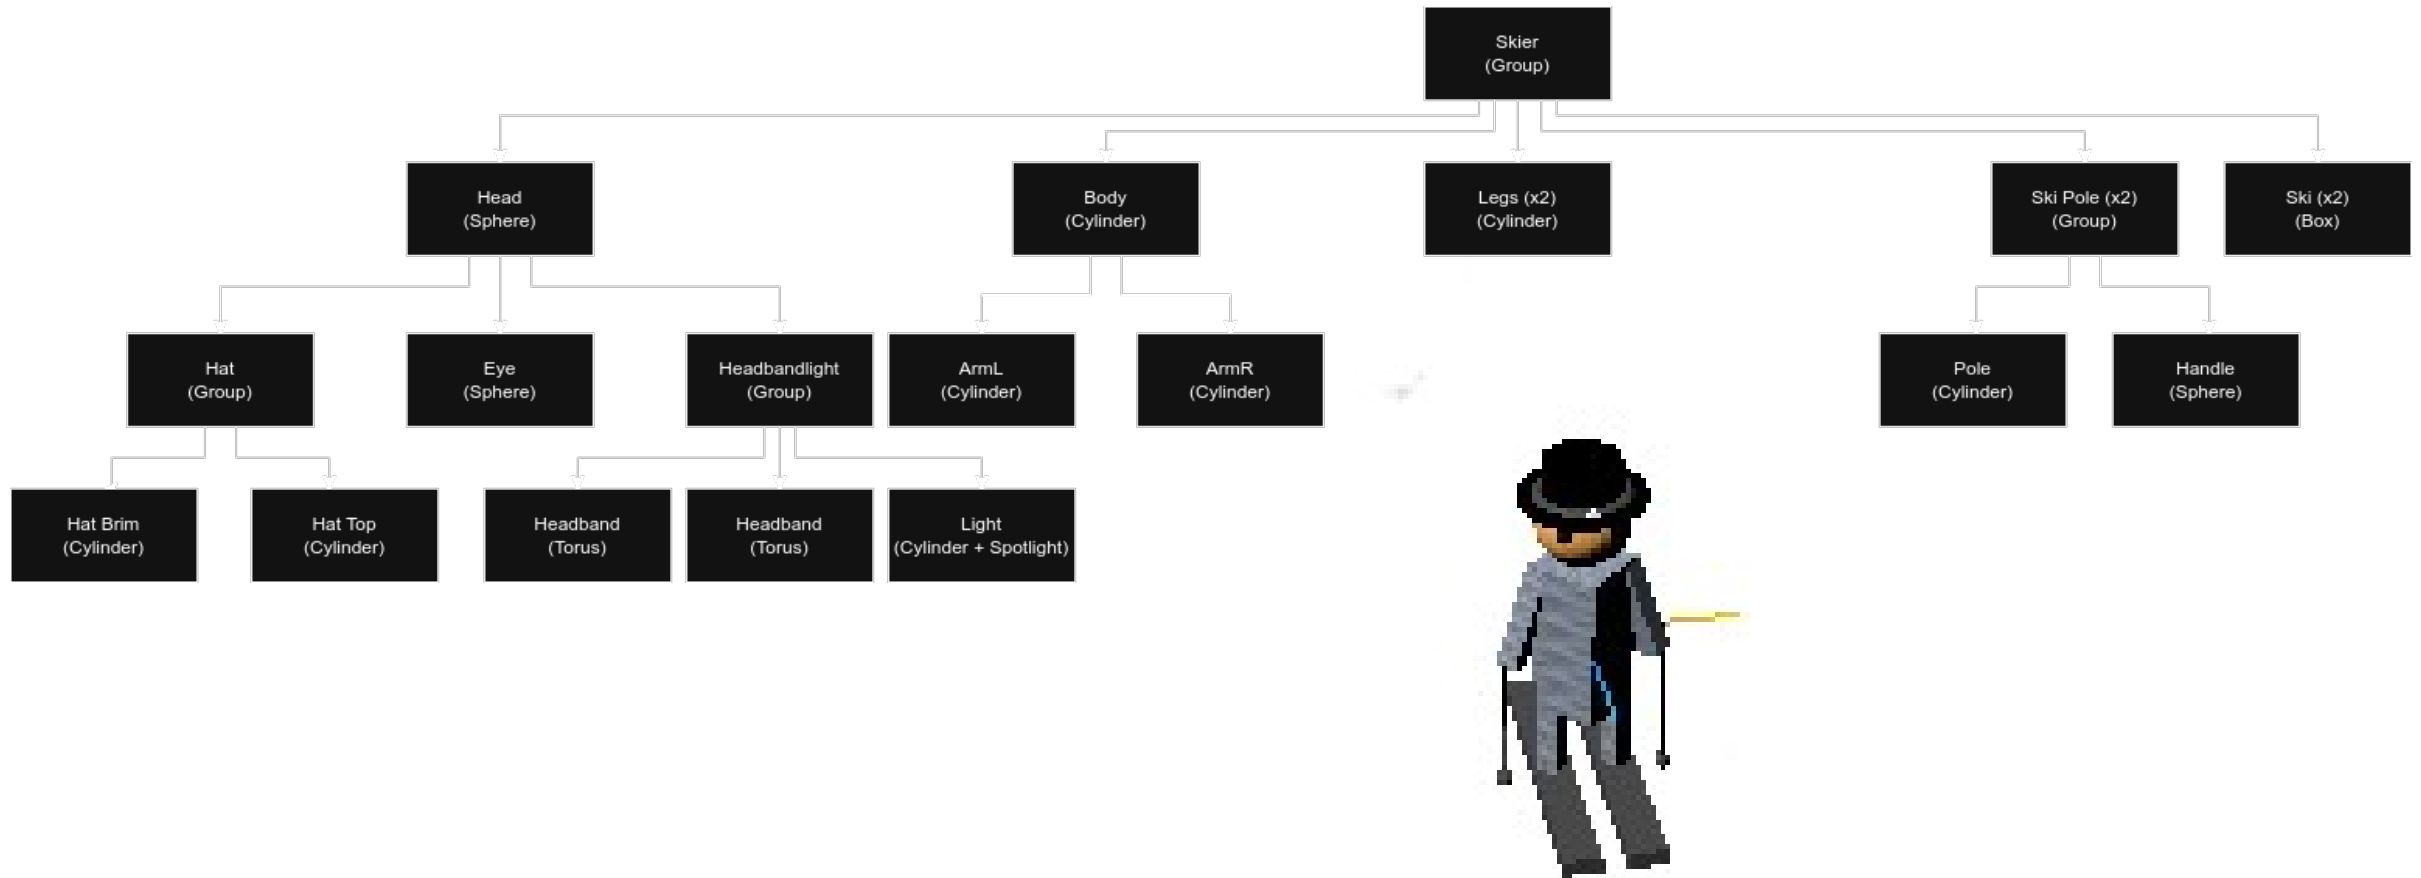 Skier
(Group)
Head
(Sphere)
Body
(Cylinder)
Legs (x2)
(Cylinder)
Ski Pole (x2)
(Group)
Ski (x2)
(Box)
Hat
(Group)
Eye
(Sphere)
Headbandlight
(Group)
ArmL
(Cylinder)
ArmR
(Cylinder)
Pole
(Cylinder)
Handle
(Sphere)
Hat Brim
(Cylinder)
Hat Top
(Cylinder)
Headband
(Torus)
Headband
(Torus)
Light
(Cylinder + Spotlight)